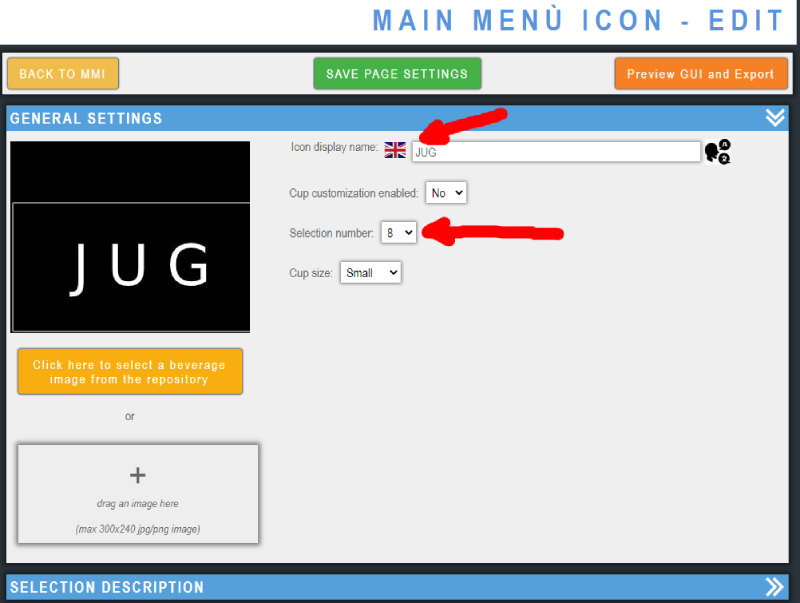 MAIN MENÙ ICON - EDIT
BACK TO MMI
SAVE PAGE SETTINGS
Preview GUI and Export
GENERAL SETTINGS
Icon display name:
JUG
Cup customization enabled: No
Selection number: 8
Cup size: Small
JUG
Click here to select a beverage
image from the repository
or
+
drag an image here
(max 300x240 jpg/png image)
SELECTION DESCRIPTION